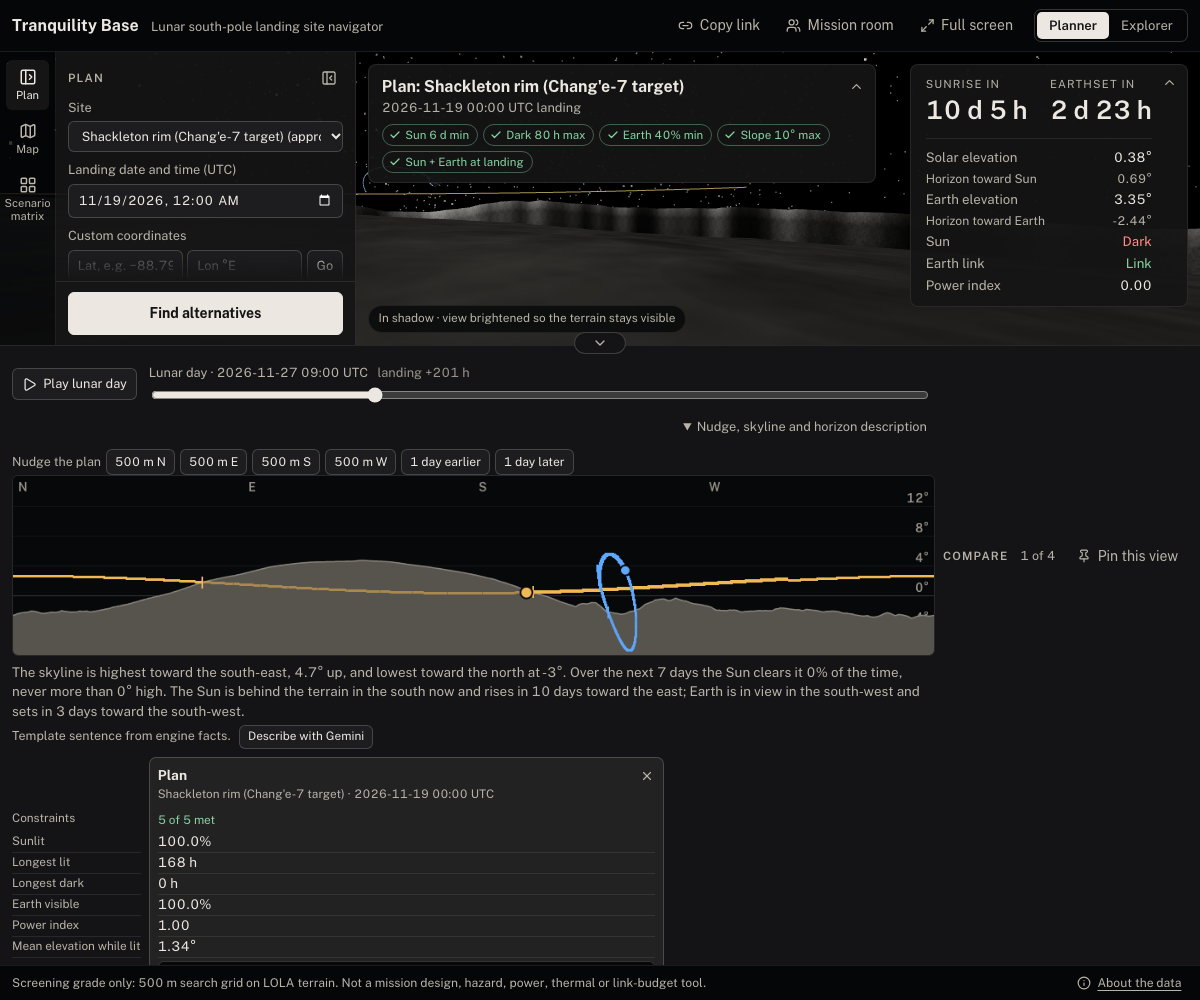 Tranquility Base Lunar south-pole landing site navigator Copy link Mission room Full screen Planner Explorer
Plan
Map
Scenario
matrix
PLAN
Site
Shackleton rim (Chang'e-7 target) (appro
Landing date and time (UTC)
11/19/2026, 12:00 AM
Custom coordinates
Lat, e.g. -88.79 Lon °E Go
Find alternatives
Plan: Shackleton rim (Chang'e-7 target)
2026-11-19 00:00 UTC landing
Sun 6 d min Dark 80 h max Earth 40% min Slope 10° max
Sun + Earth at landing
In shadow · view brightened so the terrain stays visible
SUNRISE IN EARTHSET IN
10 d 5 h 2 d 23 h
Solar elevation 0.38°
Horizon toward Sun 0.69°
Earth elevation 3.35°
Horizon toward Earth -2.44°
Sun Dark
Earth link Link
Power index 0.00
Play lunar day Lunar day · 2026-11-27 09:00 UTC landing +201 h
▼ Nudge, skyline and horizon description
Nudge the plan 500 m N 500 m E 500 m S 500 m W 1 day earlier 1 day later
N E S W
12°
8°
4°
0°
COMPARE 1 of 4 Pin this view
The skyline is highest toward the south-east, 4.7° up, and lowest toward the north at -3°. Over the next 7 days the Sun clears it 0% of the time,
never more than 0° high. The Sun is behind the terrain in the south now and rises in 10 days toward the east; Earth is in view in the south-west and
sets in 3 days toward the south-west.
Template sentence from engine facts. Describe with Gemini
Plan
Shackleton rim (Chang'e-7 target) · 2026-11-19 00:00 UTC
Constraints 5 of 5 met
Sunlit 100.0%
Longest lit 168 h
Longest dark 0 h
Earth visible 100.0%
Power index 1.00
Mean elevation while lit 1.34°
Screening grade only: 500 m search grid on LOLA terrain. Not a mission design, hazard, power, thermal or link-budget tool. About the data